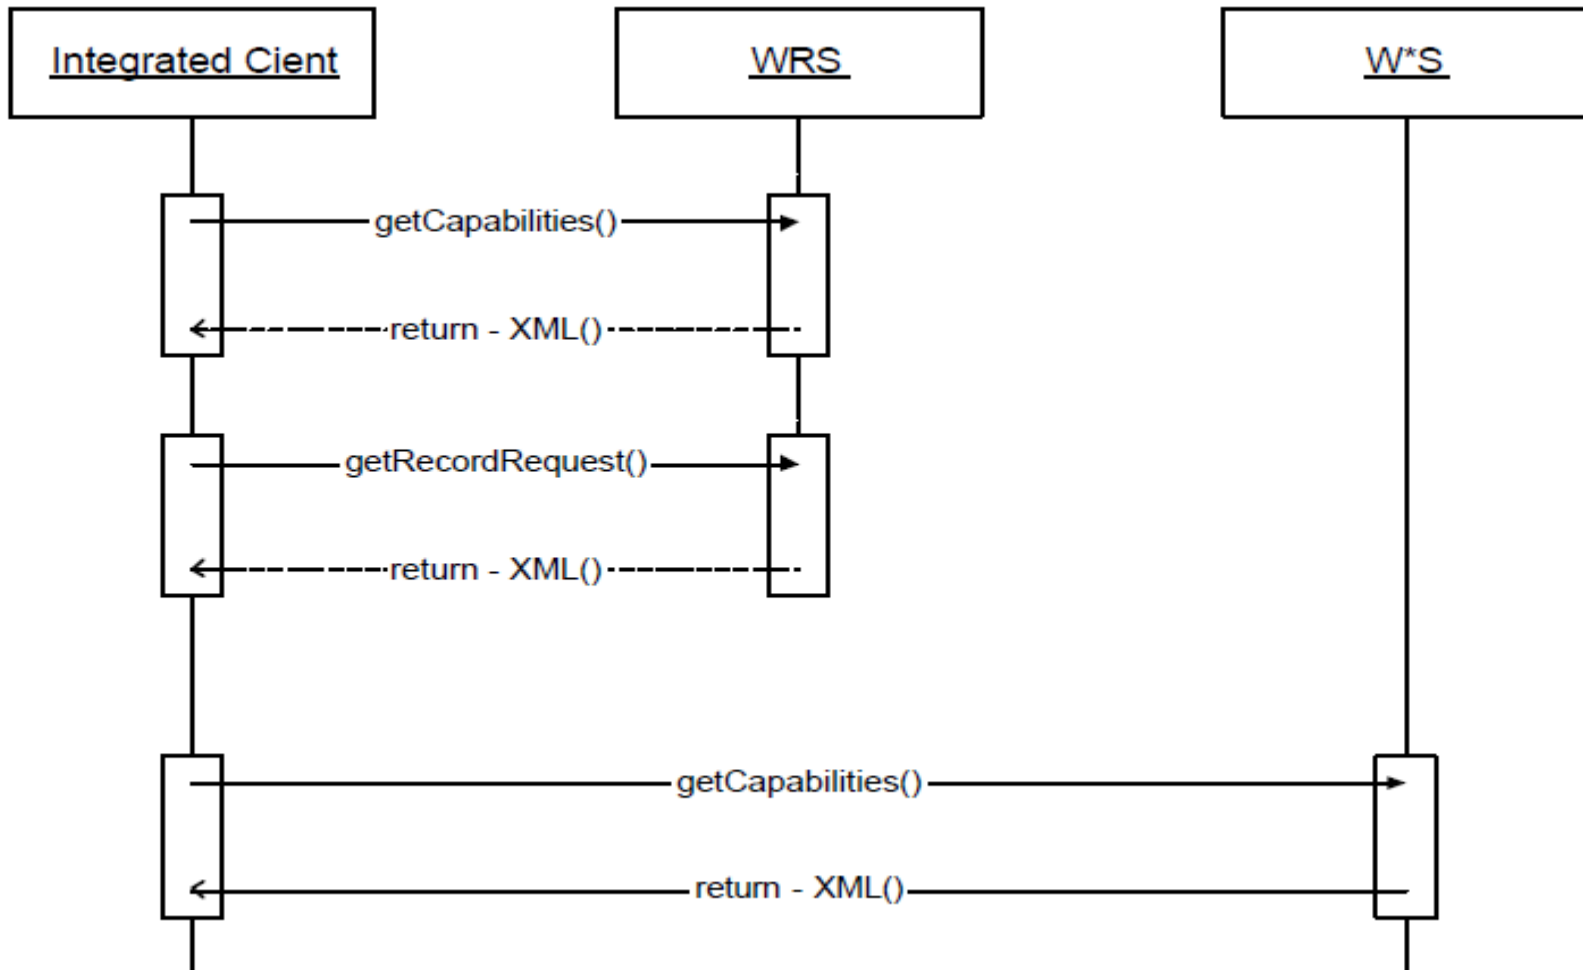 Integrated Cient
WRS
W*S
getCapabilities()
return - XML()
getRecordRequest()
return - XML()
getCapabilities()
return - XML()